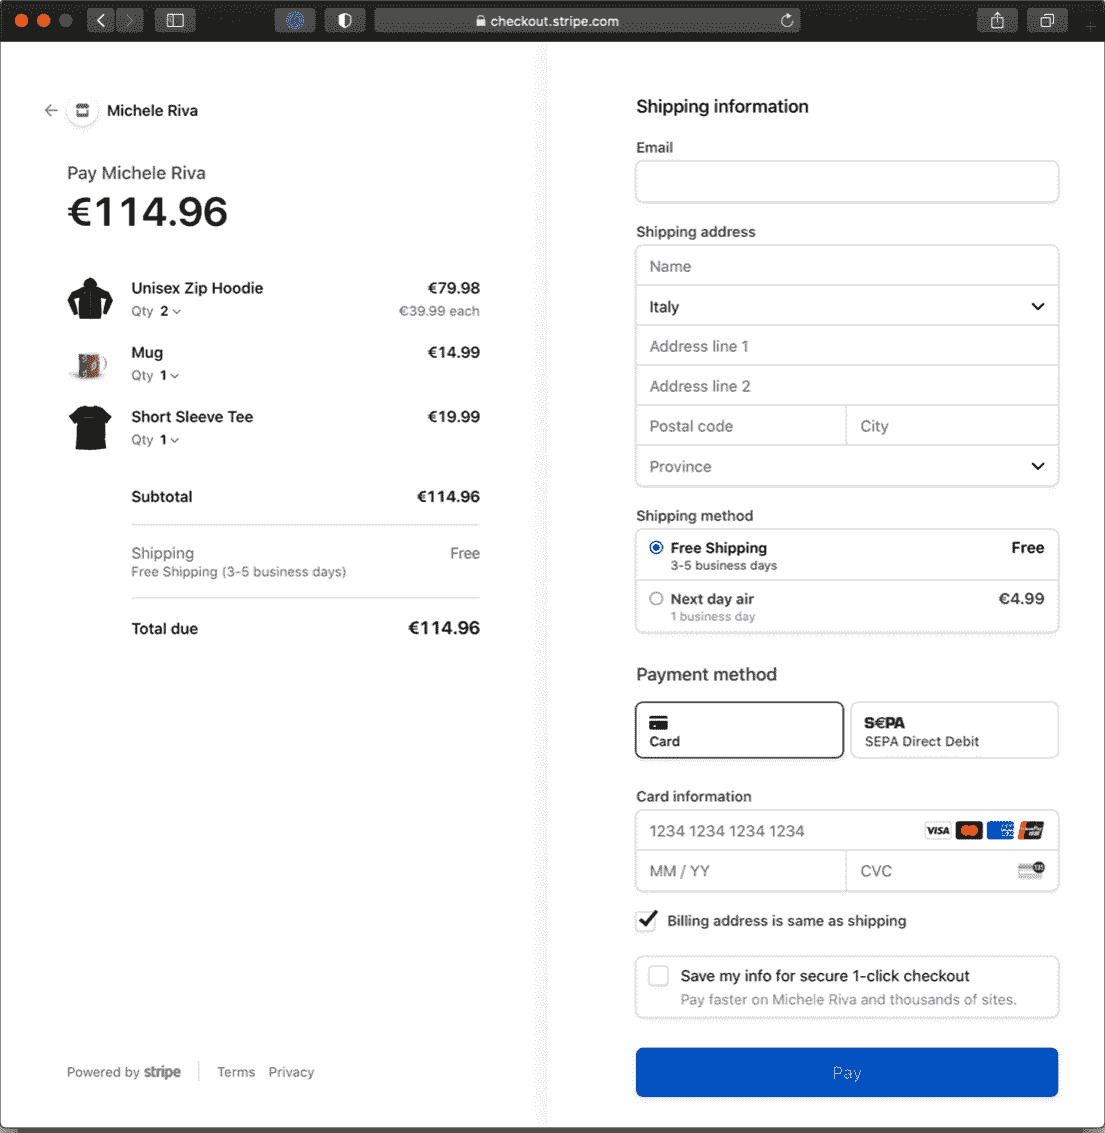 checkout.stripe.com
Michele Riva
Pay Michele Riva
€114.96
Unisex Zip Hoodie €79.98
Qty 2 €39.99 each
Mug €14.99
Qty 1
Short Sleeve Tee €19.99
Qty 1
Subtotal €114.96
Shipping Free
Free Shipping (3-5 business days)
Total due €114.96
Powered by stripe Terms Privacy
Shipping information
Email
Shipping address
Name
Italy
Address line 1
Address line 2
Postal code City
Province
Shipping method
Free Shipping Free
3-5 business days
Next day air €4.99
1 business day
Payment method
S€PA
Card SEPA Direct Debit
Card information
1234 1234 1234 1234 VISA
MM / YY CVC
Billing address is same as shipping
Save my info for secure 1-click checkout
Pay faster on Michele Riva and thousands of sites.
Pay